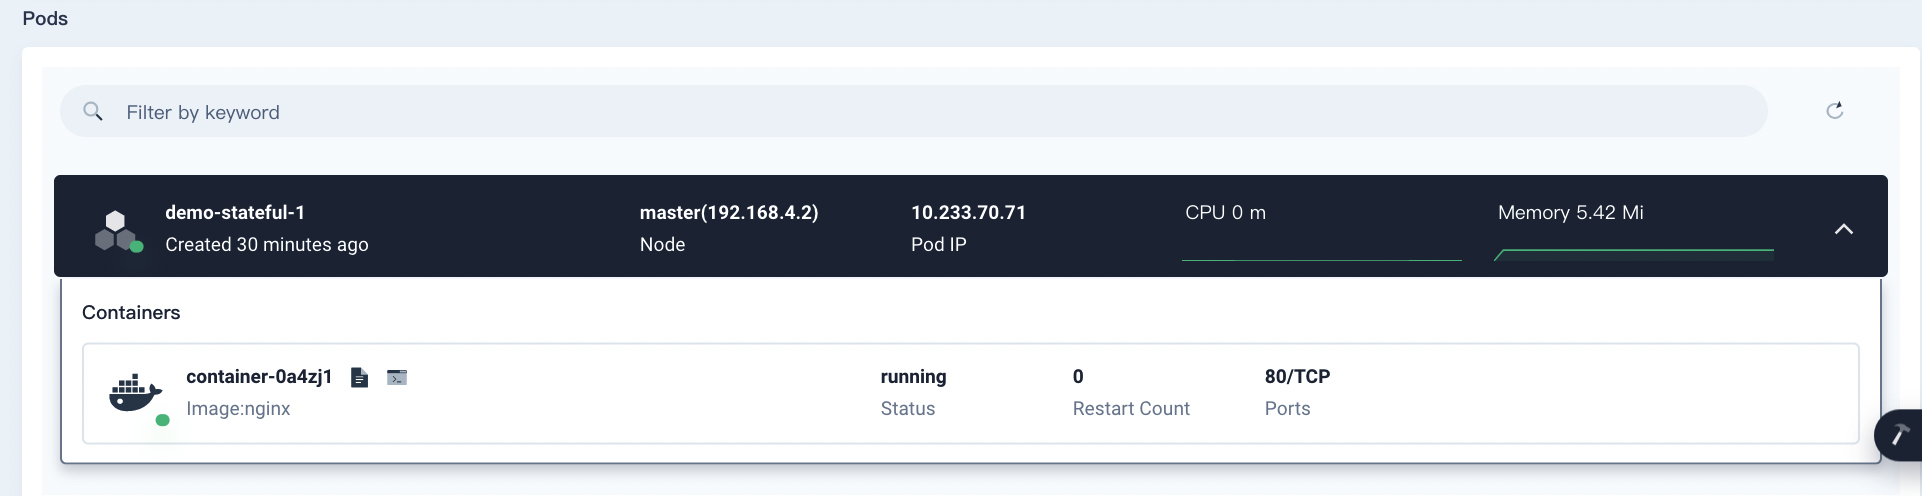 Pods
Filter by keyword
demo-stateful-1 master(192.168.4.2) 10.233.70.71 CPU 0 m Memory 5.42 Mi
Created 30 minutes ago Node Pod IP
Containers
container-0a4zj1 running 0 80/TCP
Image:nginx Status Restart Count Ports